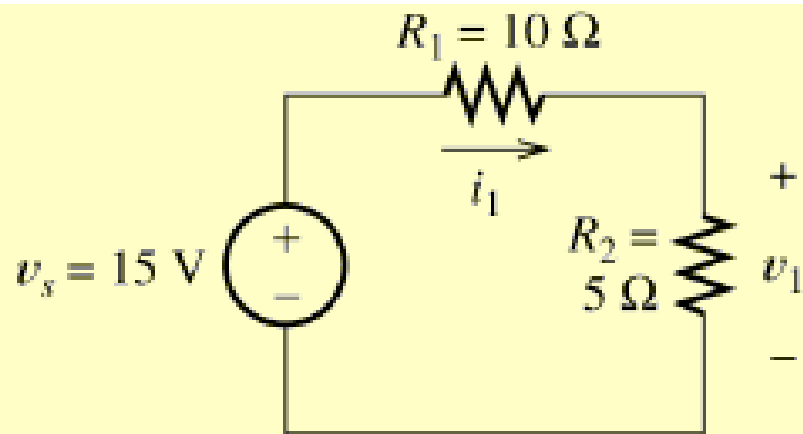 R₁ = 10 Ω
i₁
+
R₂ =
5 Ω
v₁
−
vₛ = 15 V
+
−